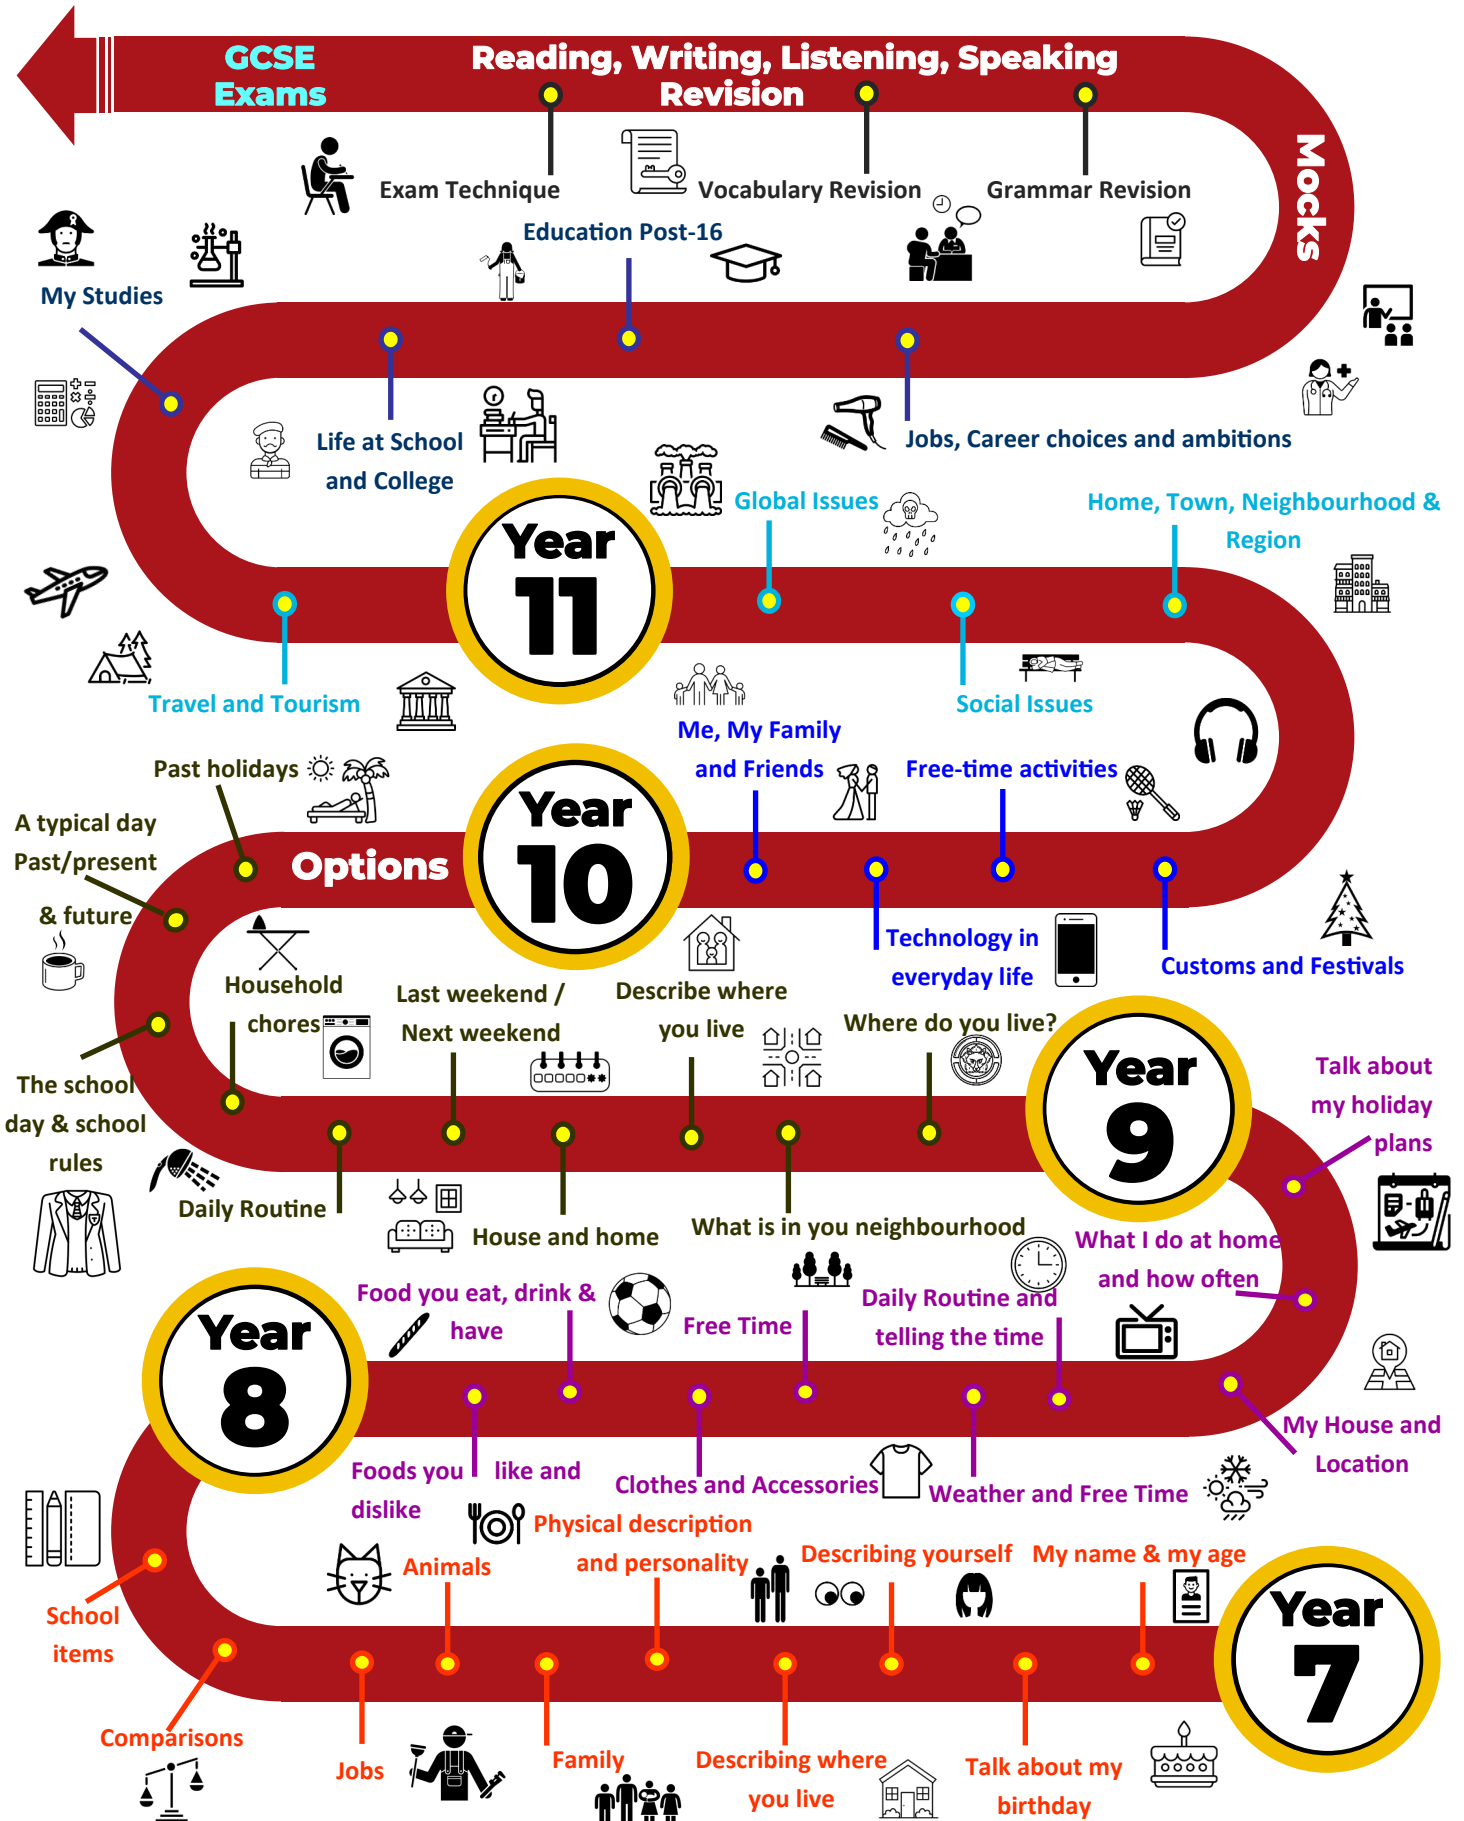 GCSE
Exams
Reading, Writing, Listening, Speaking
Revision
Mocks
Exam Technique
Vocabulary Revision
Grammar Revision
Education Post-16
My Studies
Life at School
and College
Jobs, Career choices and ambitions
Year
11
Global Issues
Home, Town, Neighbourhood &
Region
Travel and Tourism
Social Issues
Me, My Family
and Friends
Free-time activities
Past holidays
A typical day
Past/present
& future
Options
Year
10
Technology in
everyday life
Customs and Festivals
Household
chores
Last weekend /
Next weekend
Describe where
you live
Where do you live?
Year
9
The school
day & school
rules
Daily Routine
House and home
What is in you neighbourhood
Talk about
my holiday
plans
What I do at home
and how often
Year
8
Food you eat, drink &
have
Free Time
Daily Routine and
telling the time
My House and
Location
Foods you like and
dislike
Clothes and Accessories
Weather and Free Time
School
items
Animals
Physical description
and personality
Describing yourself
My name & my age
Year
7
Comparisons
Jobs
Family
Describing where
you live
Talk about my
birthday